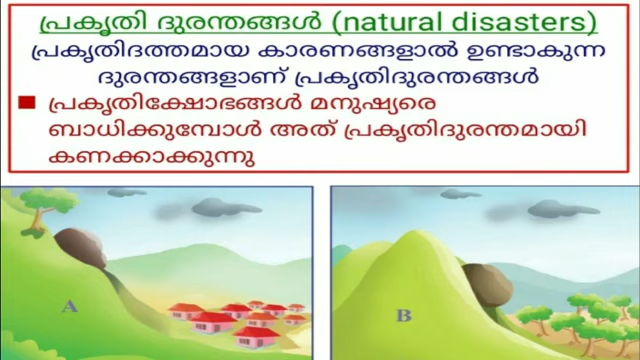 പ്രകൃതി ദുരന്തങ്ങൾ (natural disasters)
പ്രകൃതിദത്തമായ കാരണങ്ങളാൽ ഉണ്ടാകുന്ന
ദുരന്തങ്ങളാണ് പ്രകൃതിദുരന്തങ്ങൾ
പ്രകൃതിക്ഷോഭങ്ങൾ മനുഷ്യരെ
ബാധിക്കുമ്പോൾ അത് പ്രകൃതിദുരന്തമായി
കണക്കാക്കുന്നു
A
B